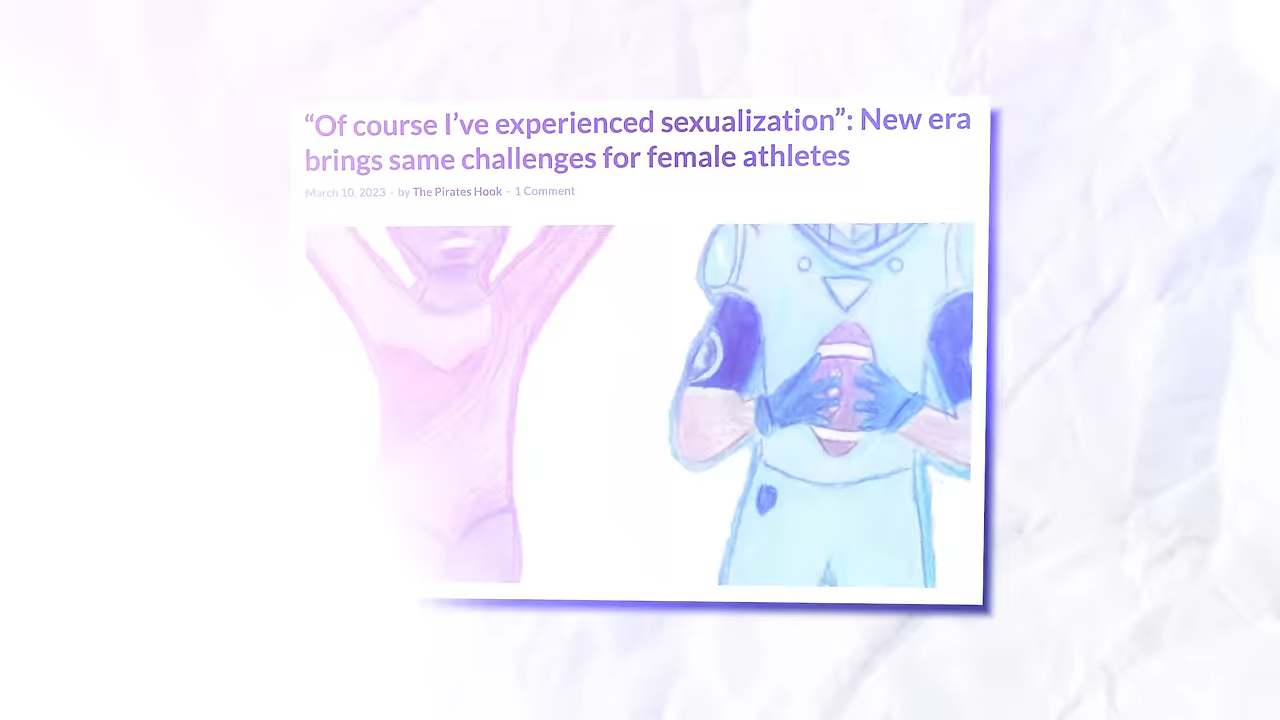 “Of course I’ve experienced sexualization”: New era
brings same challenges for female athletes
March 10, 2023 - by The Pirates Hook - 1 Comment